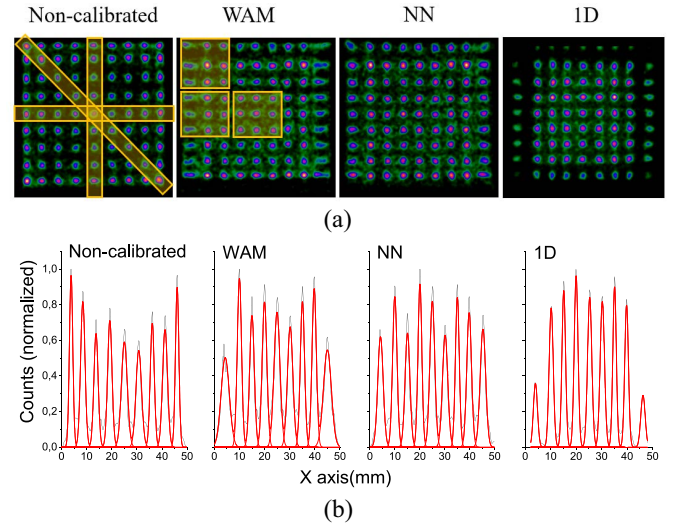 Non-calibrated WAM NN 1D
(a)
Non-calibrated WAM NN 1D
Counts (normalized)
1,0
0,8
0,6
0,4
0,2
0,0
0 10 20 30 40 50 0 10 20 30 40 50 0 10 20 30 40 50 0 10 20 30 40 50
X axis(mm)
(b)